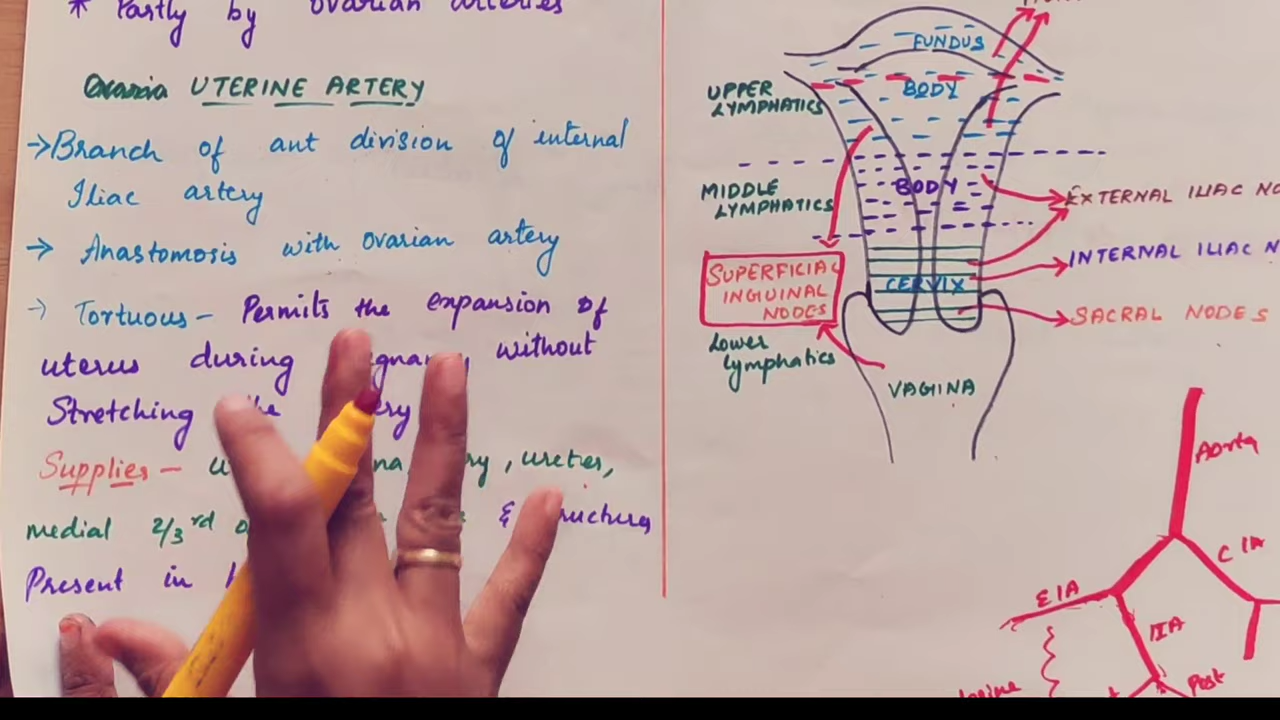 * Partly by ovarian arteries
UTERINE ARTERY
→ Branch of ant division of internal
Iliac artery
→ Anastomosis with ovarian artery
→ Tortuous - Permits the expansion of
uterus during without
Stretching
Supplies - , ureter,
medial 2/3rd &
Present in
FUNDUS
BODY
UPPER
LYMPHATICS
BODY
MIDDLE
LYMPHATICS
EXTERNAL ILIAC
INTERNAL ILIAC
SUPERFICIAL
INGUINAL
NODES
CERVIX
SACRAL NODES
Lower
lymphatics
VAGINA
Aorta
CIA
EIA
IIA
Post